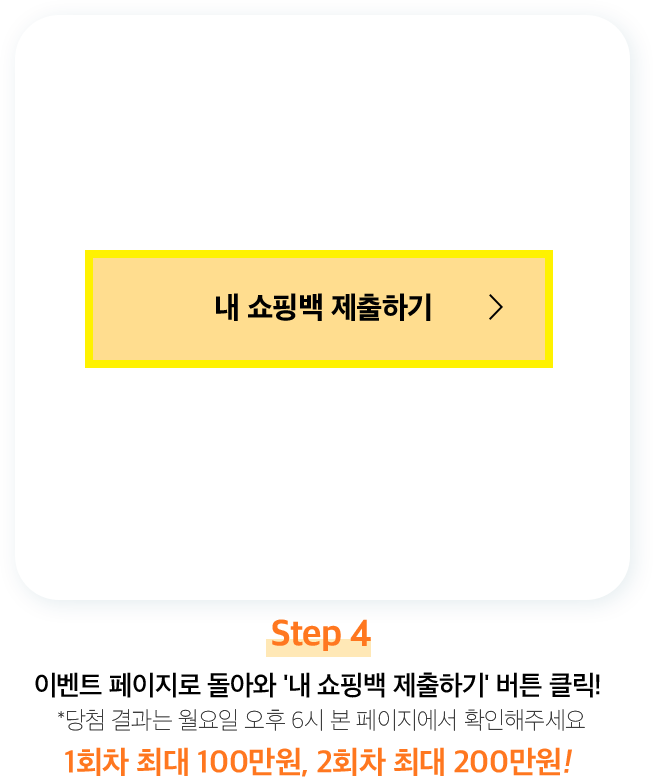 내 쇼핑백 제출하기
Step 4
이벤트 페이지로 돌아와 '내 쇼핑백 제출하기' 버튼 클릭!
*당첨 결과는 월요일 오후 6시 본 페이지에서 확인해주세요
1회차 최대 100만원, 2회차 최대 200만원!